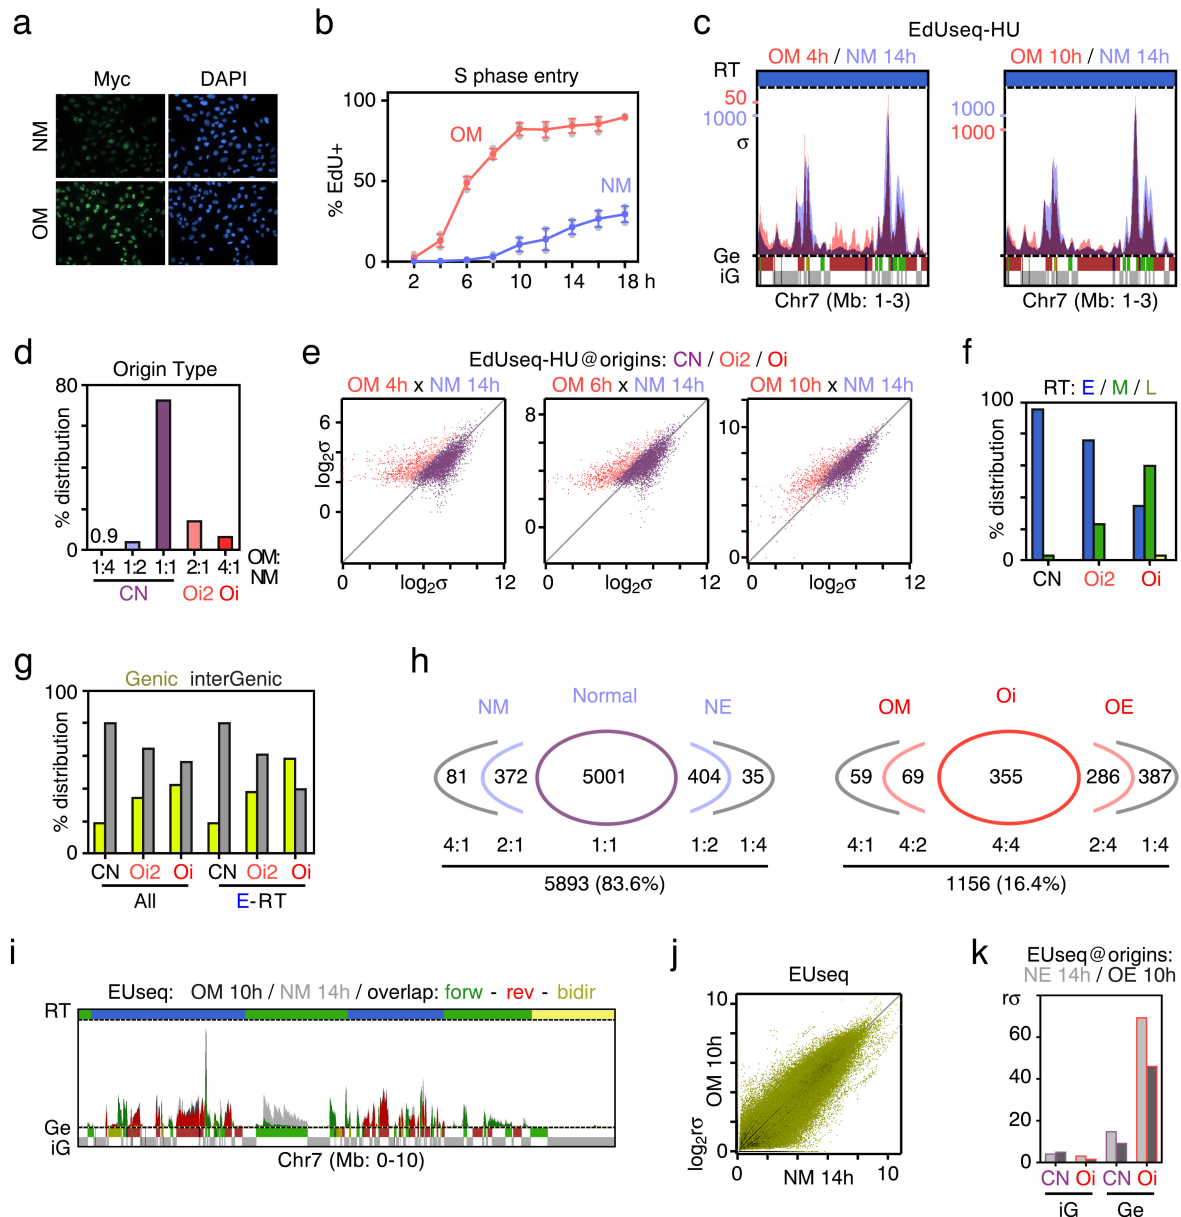 a
Myc DAPI
NM
OM
b
S phase entry
% EdU+
100
50
0
OM
NM
2 6 10 14 18 h
c
EdUseq-HU
OM 4h / NM 14h
OM 10h / NM 14h
RT
50
1000
σ
1000
1000
Ge
iG
Chr7 (Mb: 1-3)
Chr7 (Mb: 1-3)
d
Origin Type
% distribution
80
0
0.9
1:4 1:2 1:1 2:1 4:1
OM:
NM
CN Oi2 Oi
e
EdUseq-HU@origins: CN / Oi2 / Oi
OM 4h x NM 14h
OM 6h x NM 14h
OM 10h x NM 14h
log2σ
6
0
8
0
10
0
0 log2σ 12
0 log2σ 12
0 log2σ 12
f
RT: E / M / L
% distribution
100
50
0
CN Oi2 Oi
g
Genic interGenic
% distribution
100
0
CN Oi2 Oi CN Oi2 Oi
All E-RT
h
NM Normal NE
81 372 5001 404 35
4:1 2:1 1:1 1:2 1:4
5893 (83.6%)
OM Oi OE
59 69 355 286 387
4:1 4:2 4:4 2:4 1:4
1156 (16.4%)
i
EUseq: OM 10h / NM 14h / overlap: forw - rev - bidir
RT
Ge
iG
Chr7 (Mb: 0-10)
j
EUseq
log2rσ OM 10h
10
0
0 10
NM 14h
k
EUseq@origins:
NE 14h / OE 10h
rσ
60
40
20
0
CN Oi CN Oi
iG Ge